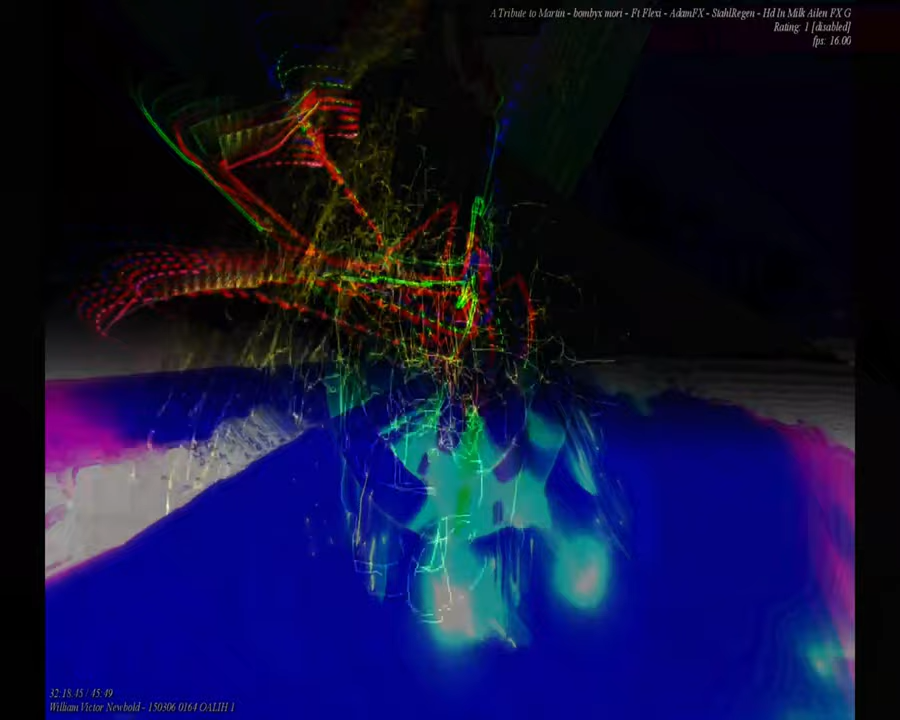 A Tribute to Martin - bombyx mori - Ft Flexi - AdamFX - StahlRegen - Hd In Milk Ailen FX G
Rating: 1 [disabled]
fps: 16.00
32:18.45 / 45:49
William Victor Newbold - 150306 0164 OALIH 1